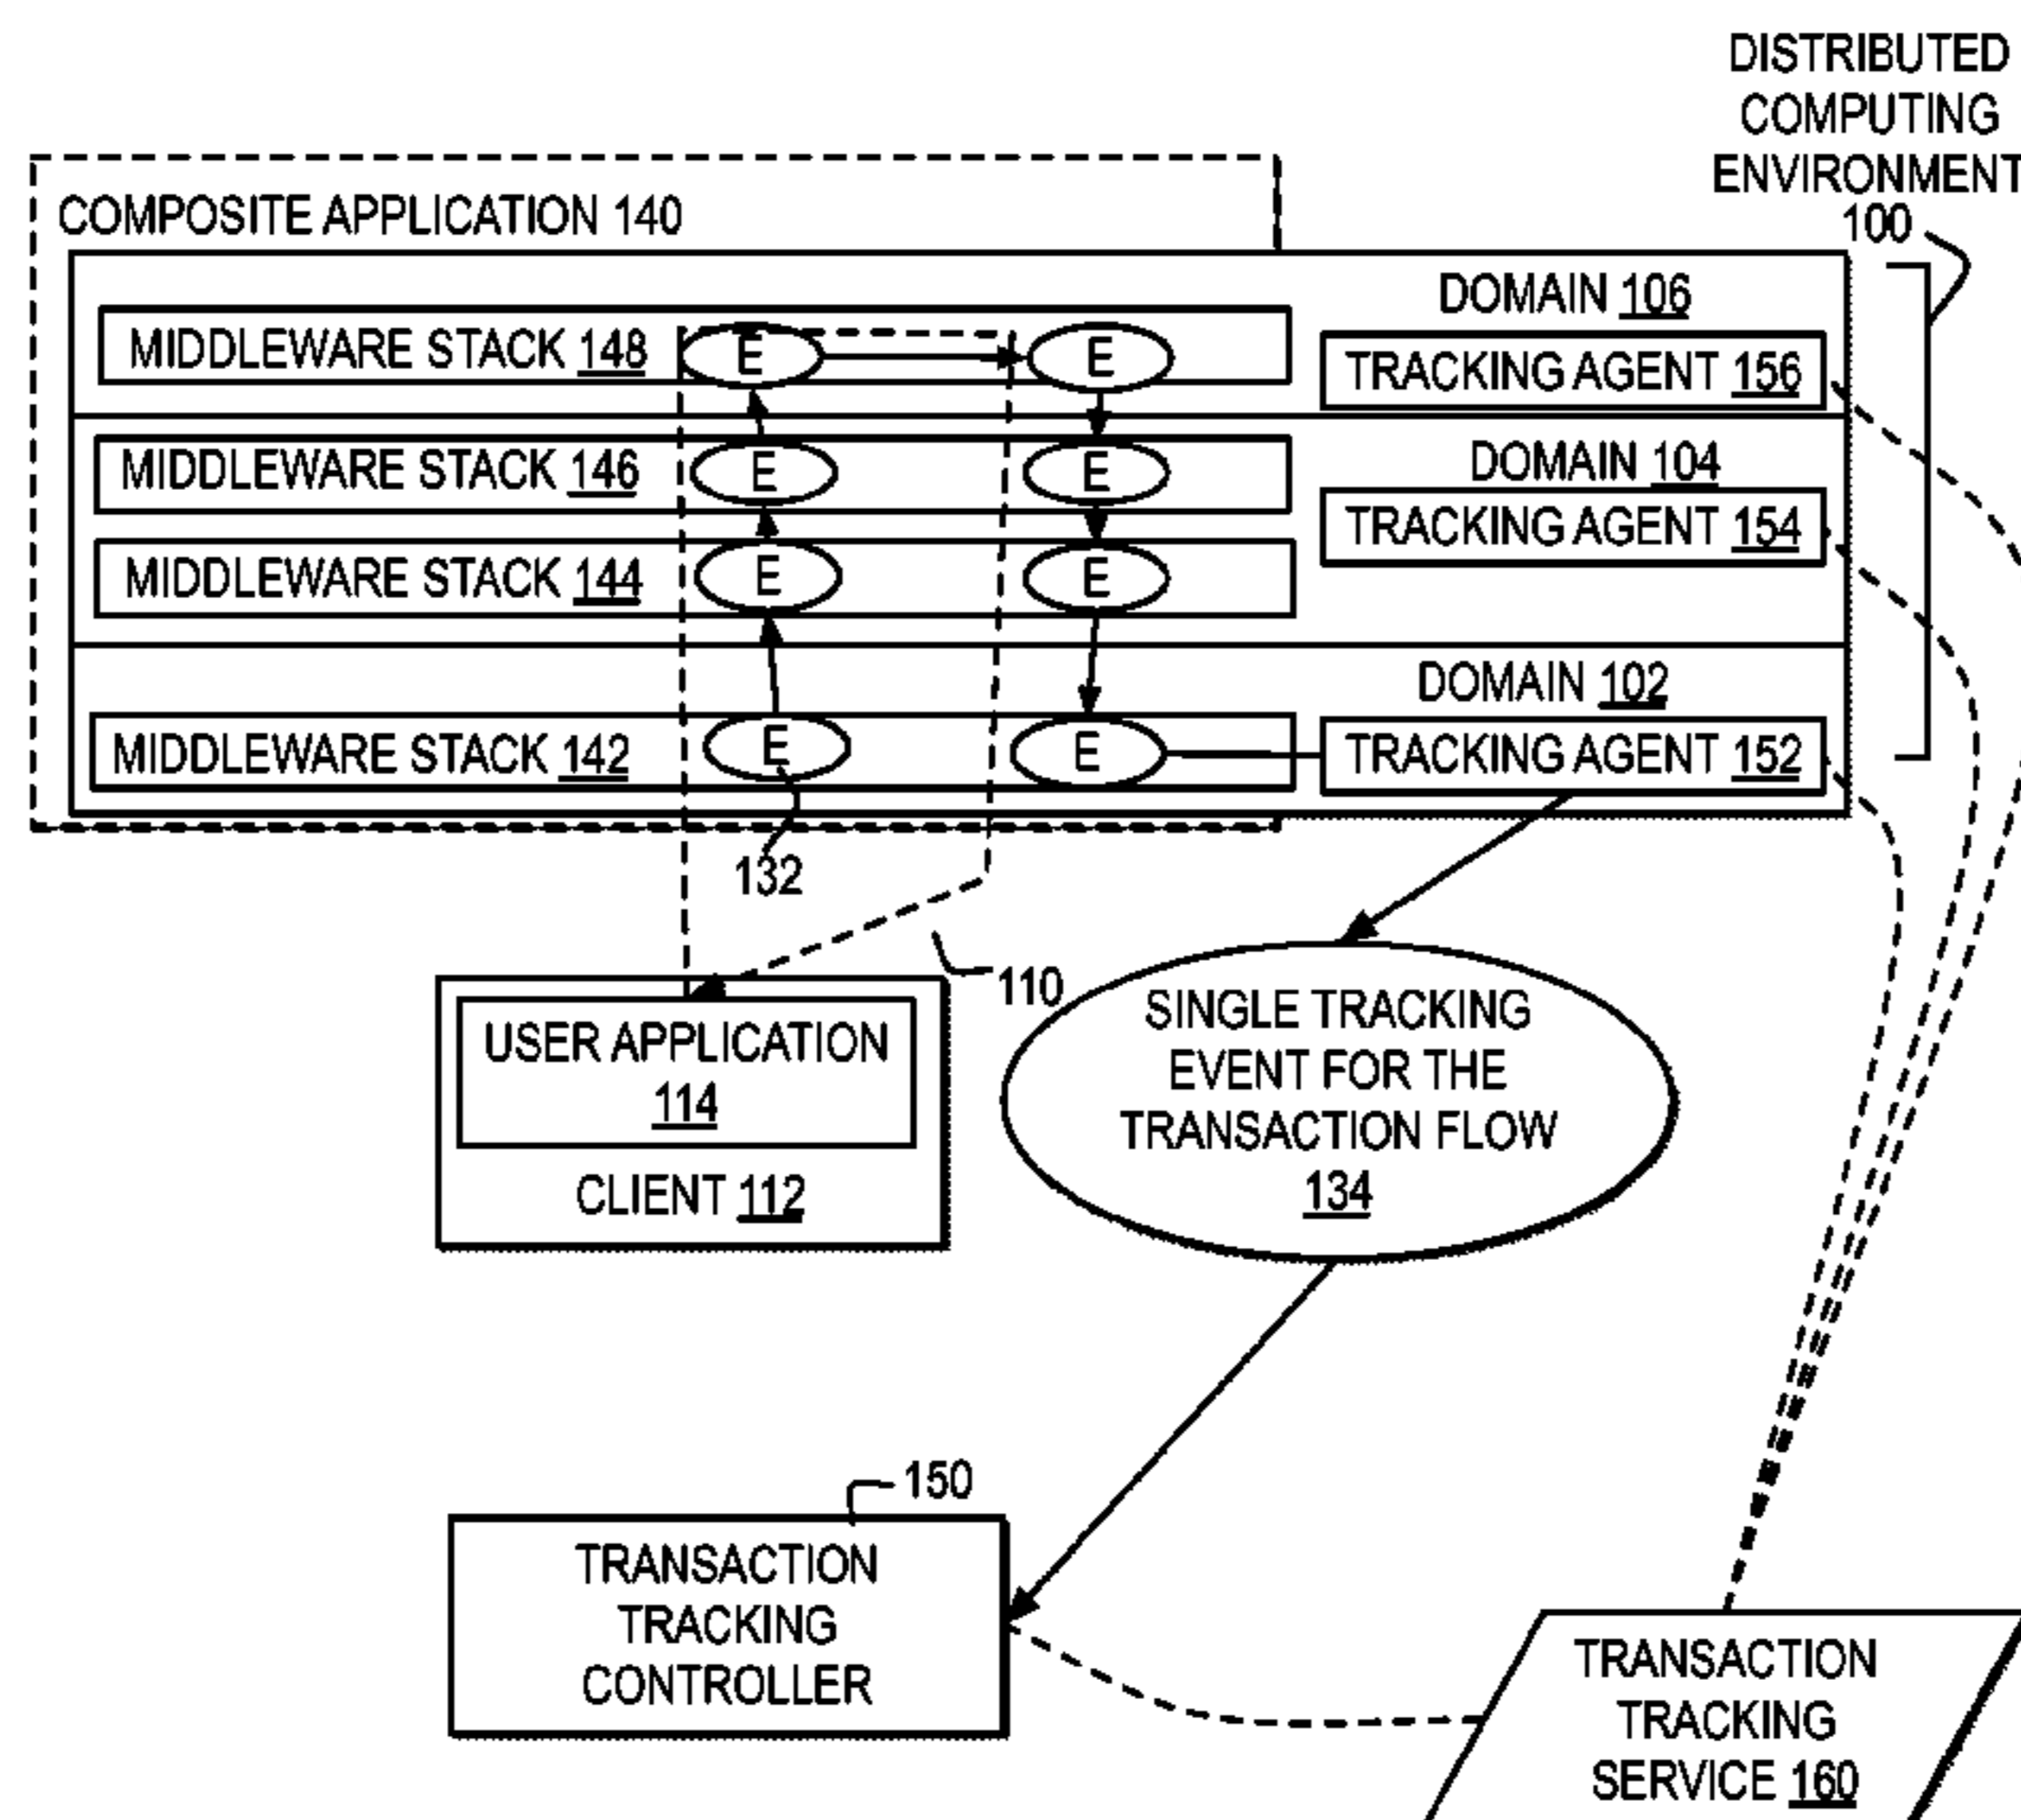 DISTRIBUTED
COMPUTING
ENVIRONMENT
100
COMPOSITE APPLICATION 140
DOMAIN 106
MIDDLEWARE STACK 148
E
E
TRACKING AGENT 156
MIDDLEWARE STACK 146
E
E
DOMAIN 104
TRACKING AGENT 154
MIDDLEWARE STACK 144
E
E
DOMAIN 102
MIDDLEWARE STACK 142
E
E
TRACKING AGENT 152
132
110
USER APPLICATION
114
CLIENT 112
SINGLE TRACKING
EVENT FOR THE
TRANSACTION FLOW
134
150
TRANSACTION
TRACKING
CONTROLLER
TRANSACTION
TRACKING
SERVICE 160